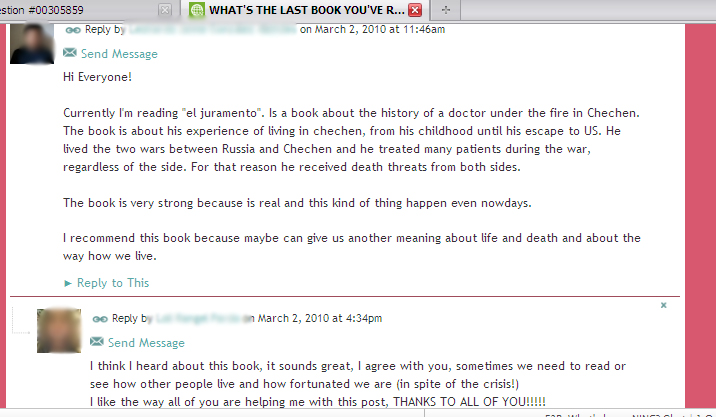 estion #00305859
WHAT'S THE LAST BOOK YOU'VE R...
Reply by on March 2, 2010 at 11:46am
Send Message
Hi Everyone!
Currently I'm reading "el juramento". Is a book about the history of a doctor under the fire in Chechen.
The book is about his experience of living in chechen, from his childhood until his escape to US. He
lived the two wars between Russia and Chechen and he treated many patients during the war,
regardless of the side. For that reason he received death threats from both sides.
The book is very strong because is real and this kind of thing happen even nowdays.
I recommend this book because maybe can give us another meaning about life and death and about the
way how we live.
► Reply to This
Reply by on March 2, 2010 at 4:34pm
Send Message
I think I heard about this book, it sounds great, I agree with you, sometimes we need to read or
see how other people live and how fortunated we are (in spite of the crisis!)
I like the way all of you are helping me with this post, THANKS TO ALL OF YOU!!!!!